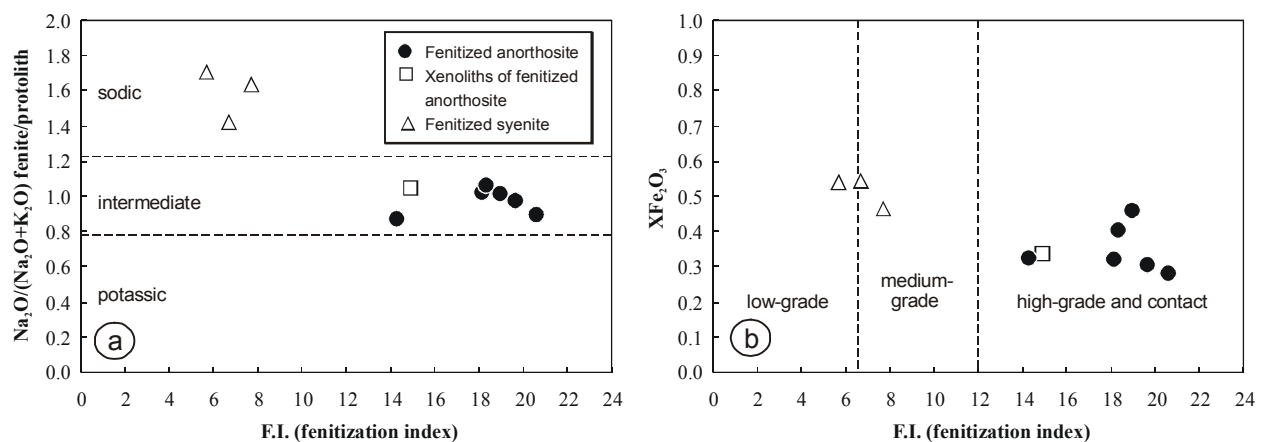 Na₂O/(Na₂O+K₂O) fenite/protolith
2.0
1.8
1.6
1.4
1.2
1.0
0.8
0.6
0.4
0.2
0.0
Fenitized anorthosite
Xenoliths of fenitized
anorthosite
Fenitized syenite
sodic
intermediate
potassic
a
0 2 4 6 8 10 12 14 16 18 20 22 24
F.I. (fenitization index)
XFe₂O₃
1.0
0.9
0.8
0.7
0.6
0.5
0.4
0.3
0.2
0.1
0.0
low-grade
medium-
grade
high-grade and contact
b
0 2 4 6 8 10 12 14 16 18 20 22 24
F.I. (fenitization index)